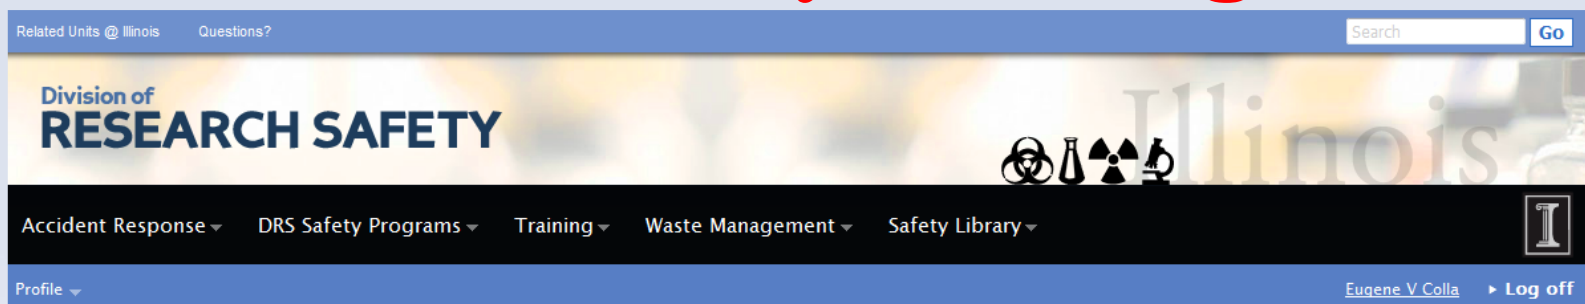 Related Units @ Illinois Questions? Search Go
Division of
RESEARCH SAFETY
Illinois
Accident Response DRS Safety Programs Training Waste Management Safety Library I
Profile Eugene V Colla Log off